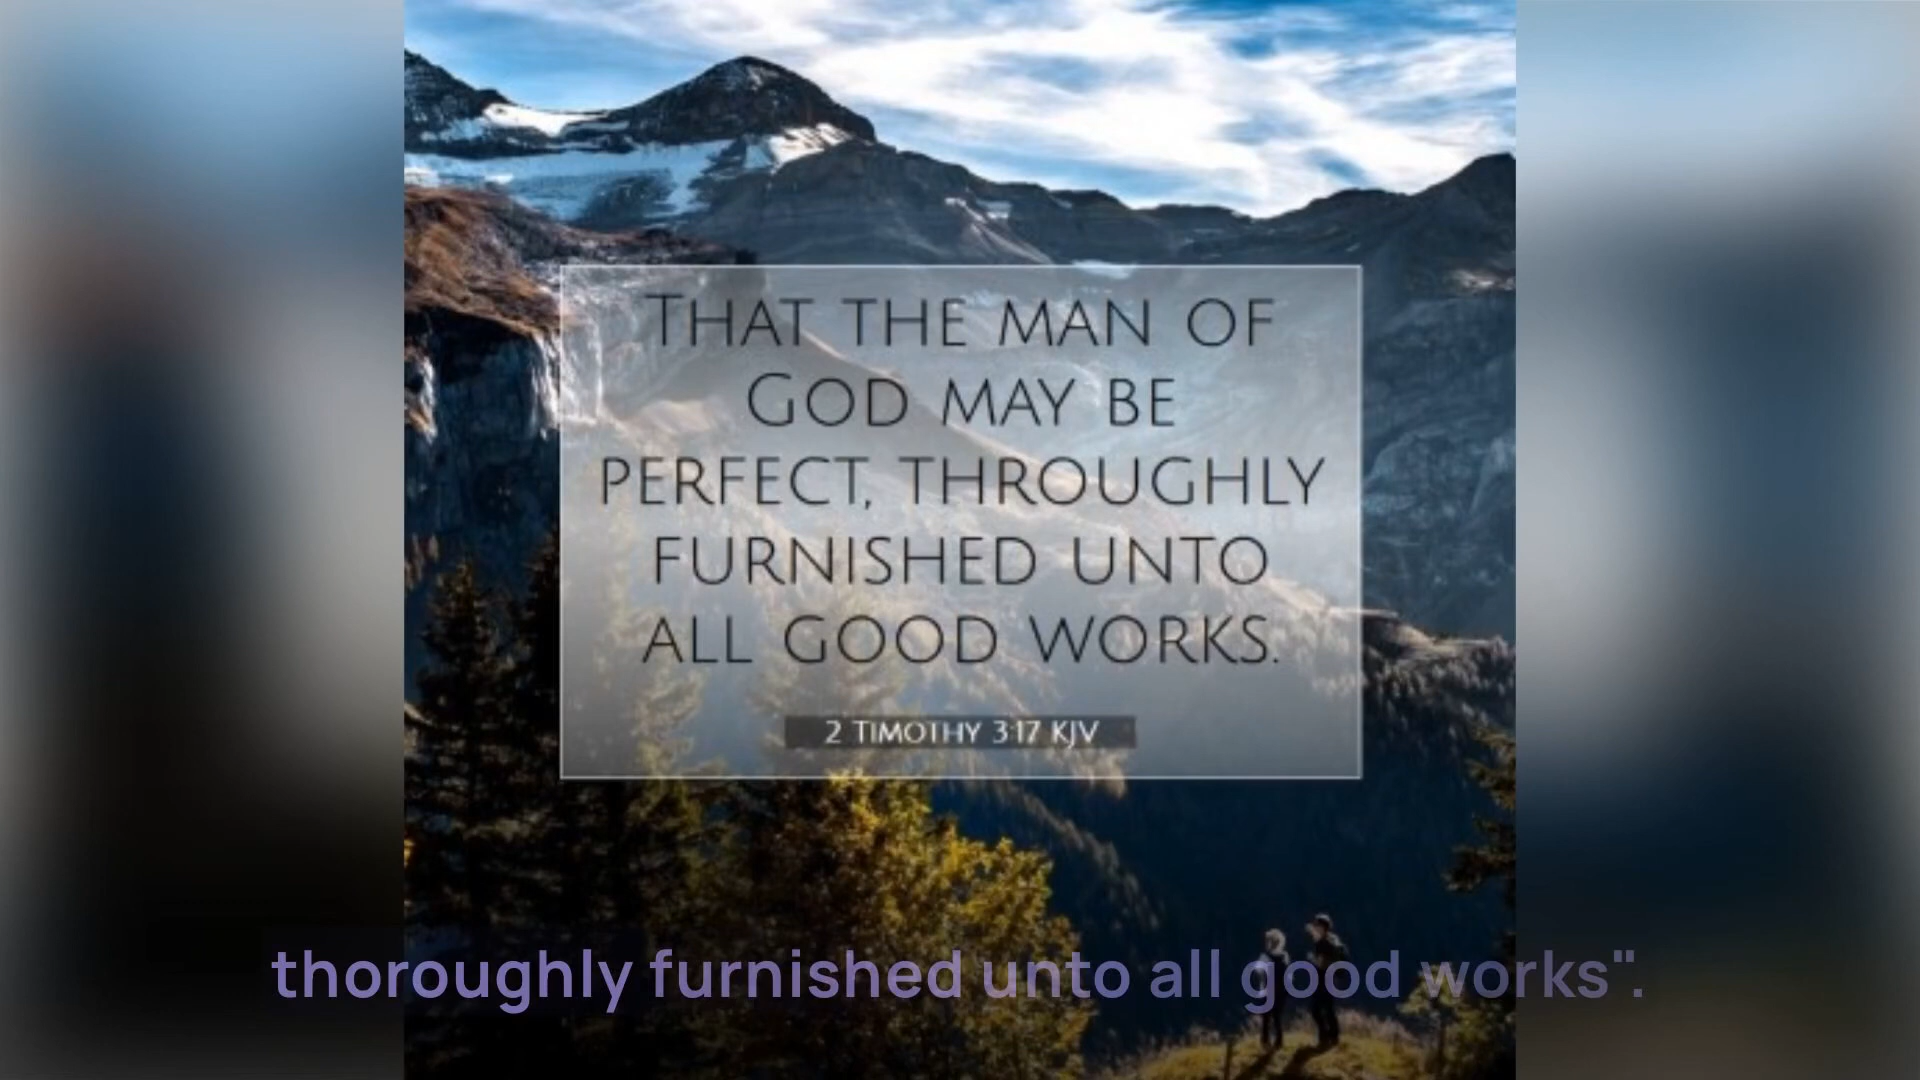 That the man of
God may be
perfect, throughly
furnished unto
all good works.
2 Timothy 3:17 KJV
thoroughly furnished unto all good works".